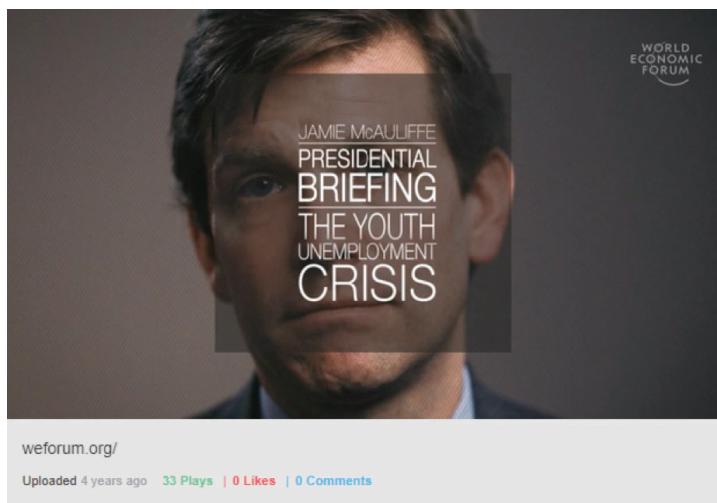 WORLD
ECONOMIC
FORUM
JAMIE McAULIFFE
PRESIDENTIAL
BRIEFING
THE YOUTH
UNEMPLOYMENT
CRISIS
weforum.org/
Uploaded 4 years ago 33 Plays | 0 Likes | 0 Comments